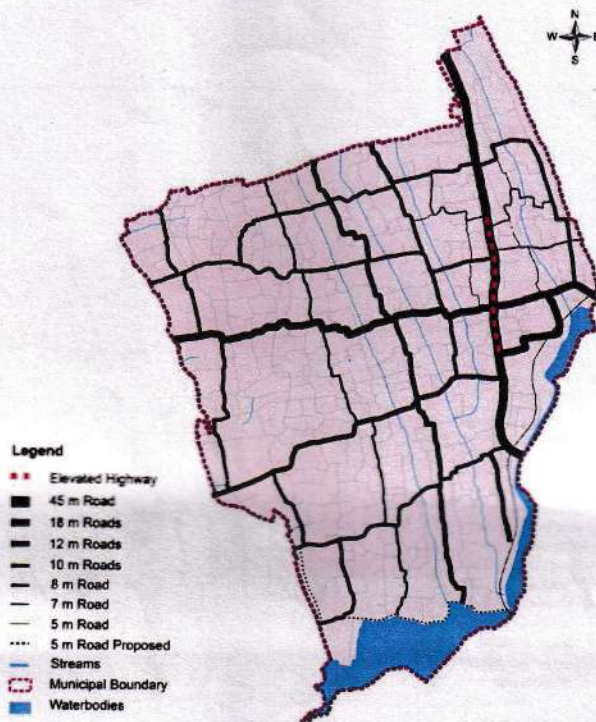 N
W E
S
Legend
Elevated Highway
45 m Road
18 m Roads
12 m Roads
10 m Roads
8 m Road
7 m Road
5 m Road
5 m Road Proposed
Streams
Municipal Boundary
Waterbodies